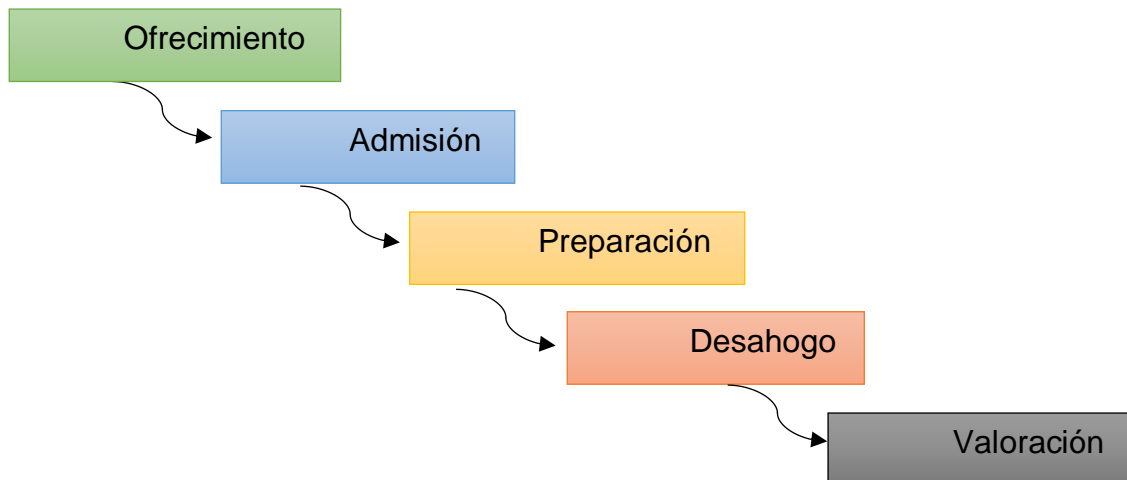 Ofrecimiento
Admisión
Preparación
Desahogo
Valoración